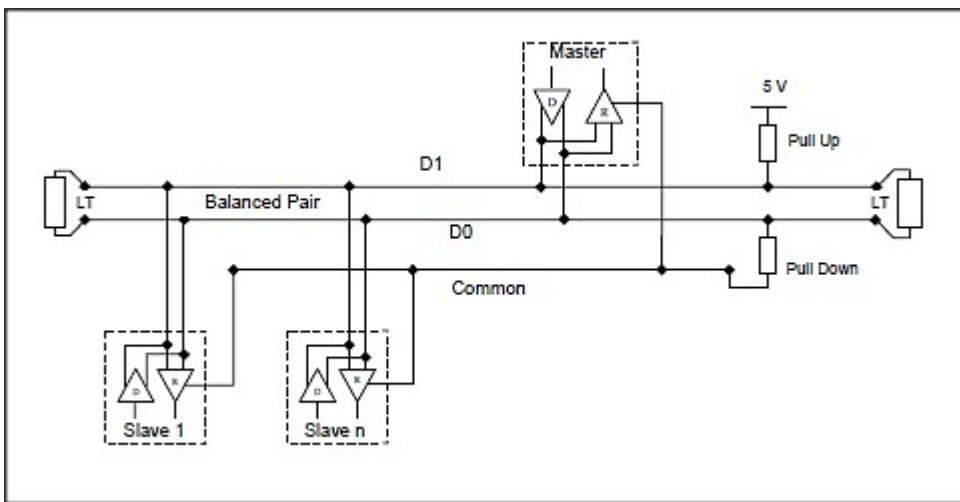 Master
D
R
5 V
Pull Up
D1
LT
Balanced Pair
LT
D0
Pull Down
Common
D
R
D
R
Slave 1
Slave n